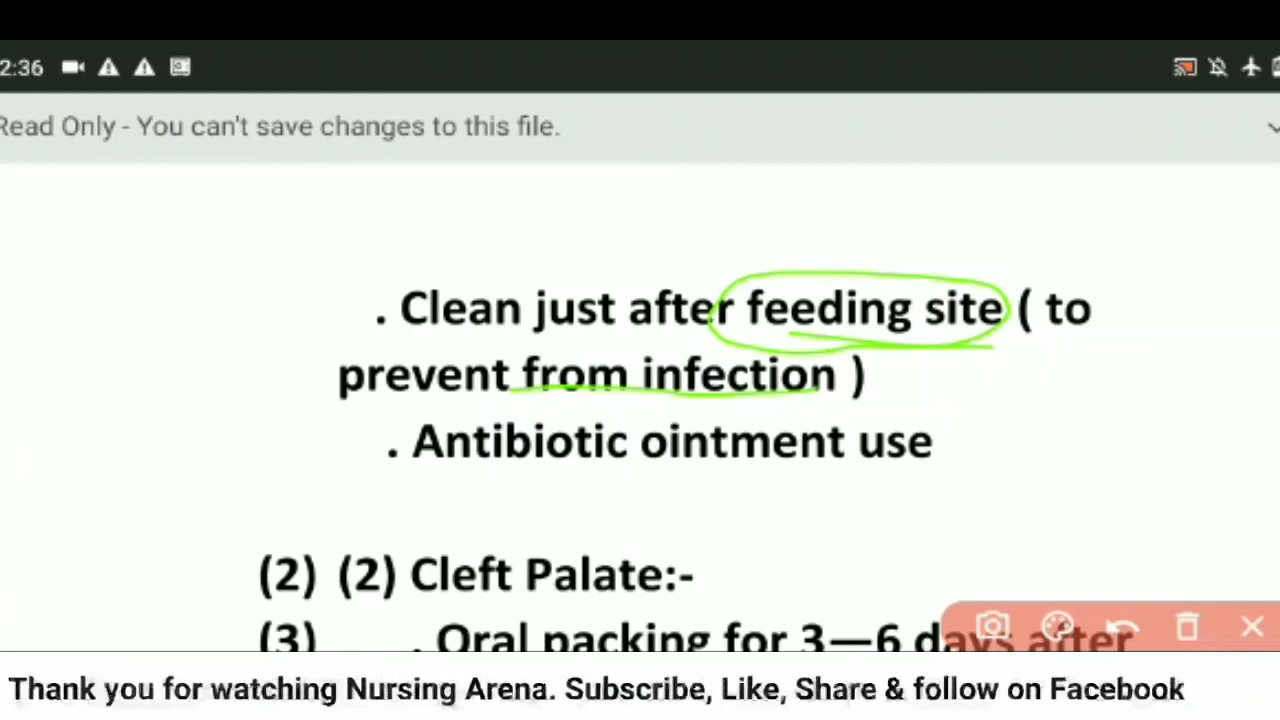 2:36
Read Only - You can't save changes to this file.
. Clean just after feeding site ( to
prevent from infection )
. Antibiotic ointment use
(2) (2) Cleft Palate:-
(3) . Oral packing for 3—6 days after
Thank you for watching Nursing Arena. Subscribe, Like, Share & follow on Facebook